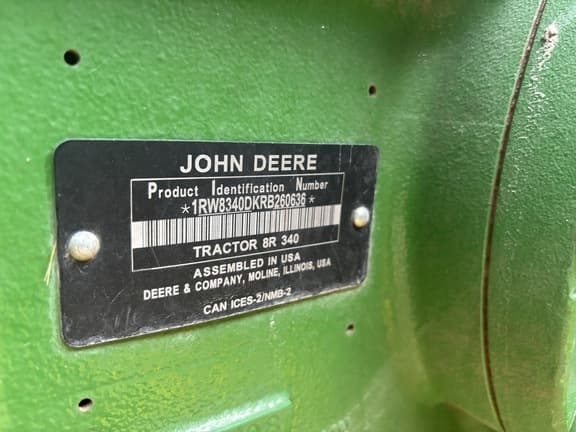 JOHN DEERE
Product Identification Number
*1RW8340DKRB260636*
TRACTOR 8R 340
ASSEMBLED IN USA
DEERE & COMPANY, MOLINE, ILLINOIS, USA
CAN ICES-2/NMB-2